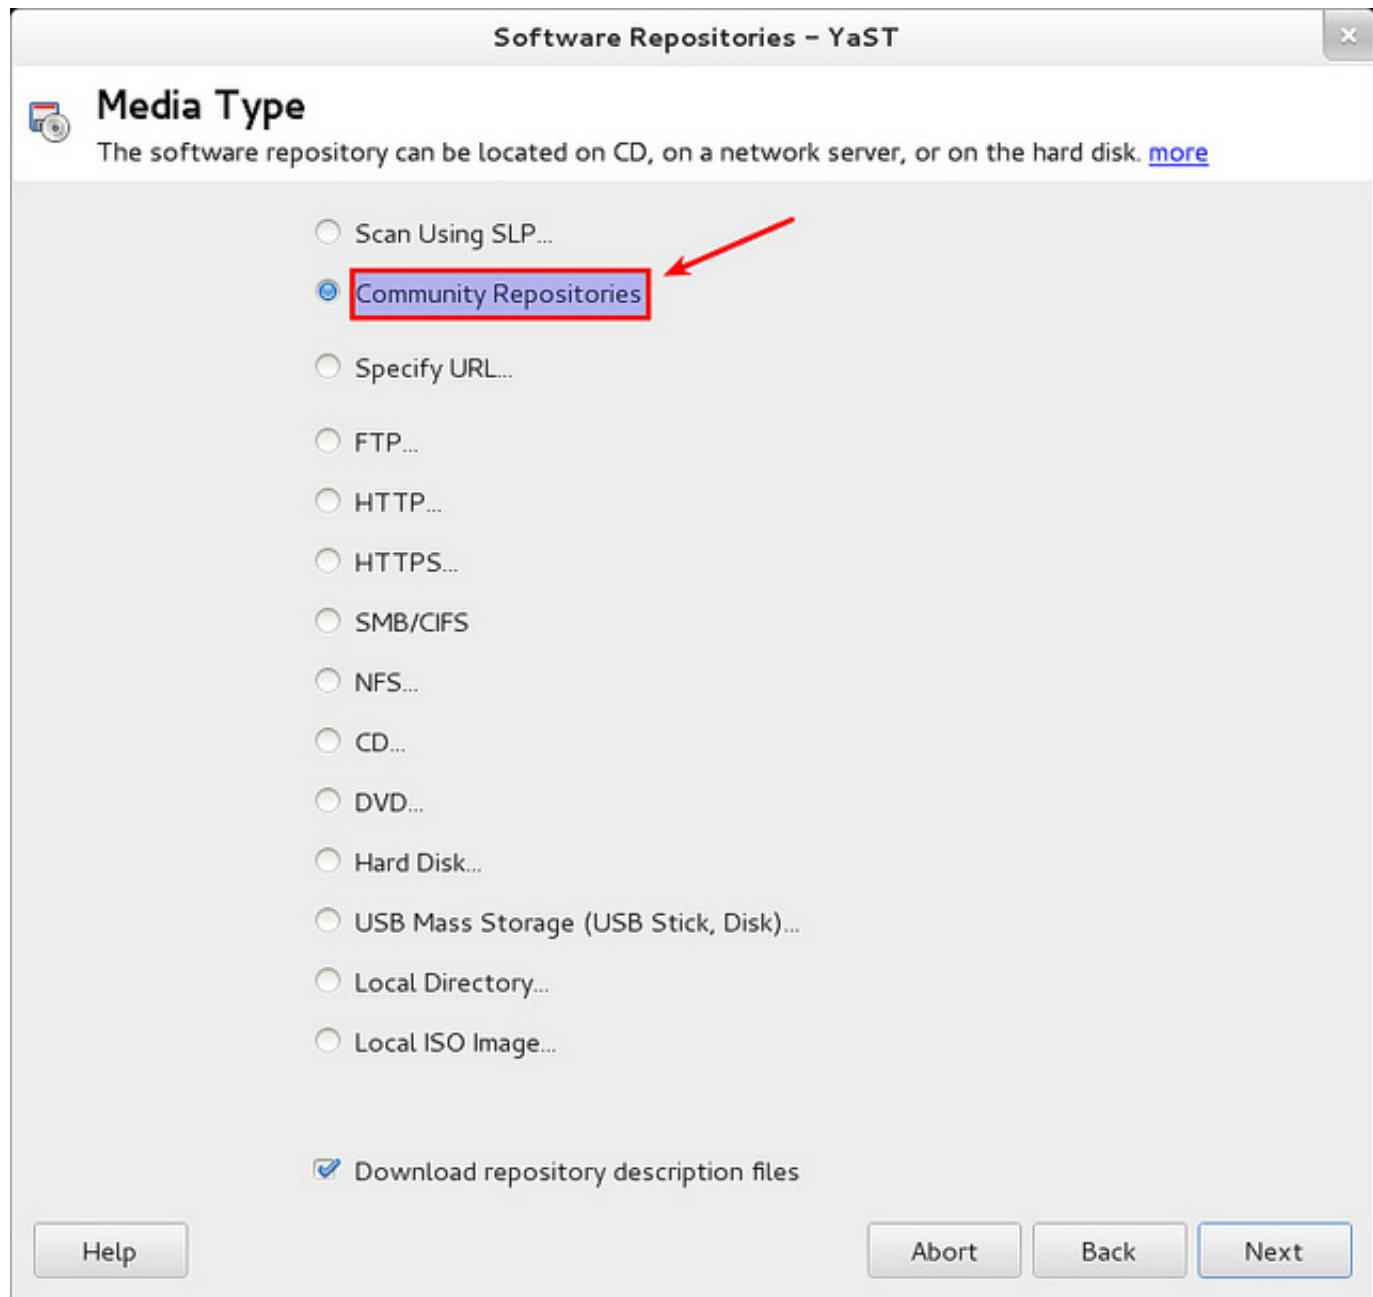 Software Repositories - YaST
Media Type
The software repository can be located on CD, on a network server, or on the hard disk. more
Scan Using SLP...
Community Repositories
Specify URL...
FTP...
HTTP...
HTTPS...
SMB/CIFS
NFS...
CD...
DVD...
Hard Disk...
USB Mass Storage (USB Stick, Disk)...
Local Directory...
Local ISO Image...
Download repository description files
Help Abort Back Next